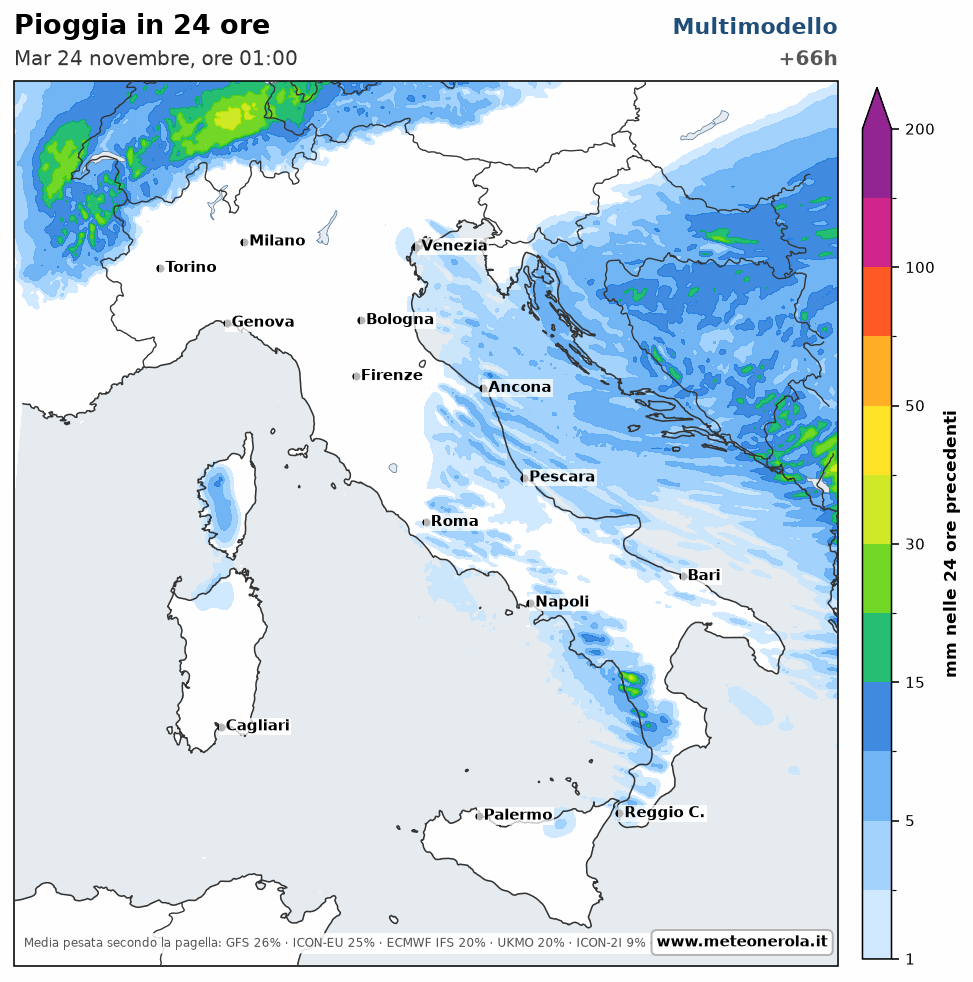 Pioggia in 24 ore
Multimodello
Mar 24 novembre, ore 01:00
+66h
200
100
50
30
15
5
1
mm nelle 24 ore precedenti
Milano
Venezia
Torino
Genova
Bologna
Firenze
Ancona
Pescara
Roma
Bari
Napoli
Cagliari
Palermo
Reggio C.
Media pesata secondo la pagella: GFS 26% · ICON-EU 25% · ECMWF IFS 20% · UKMO 20% · ICON-2I 9%
www.meteonerola.it